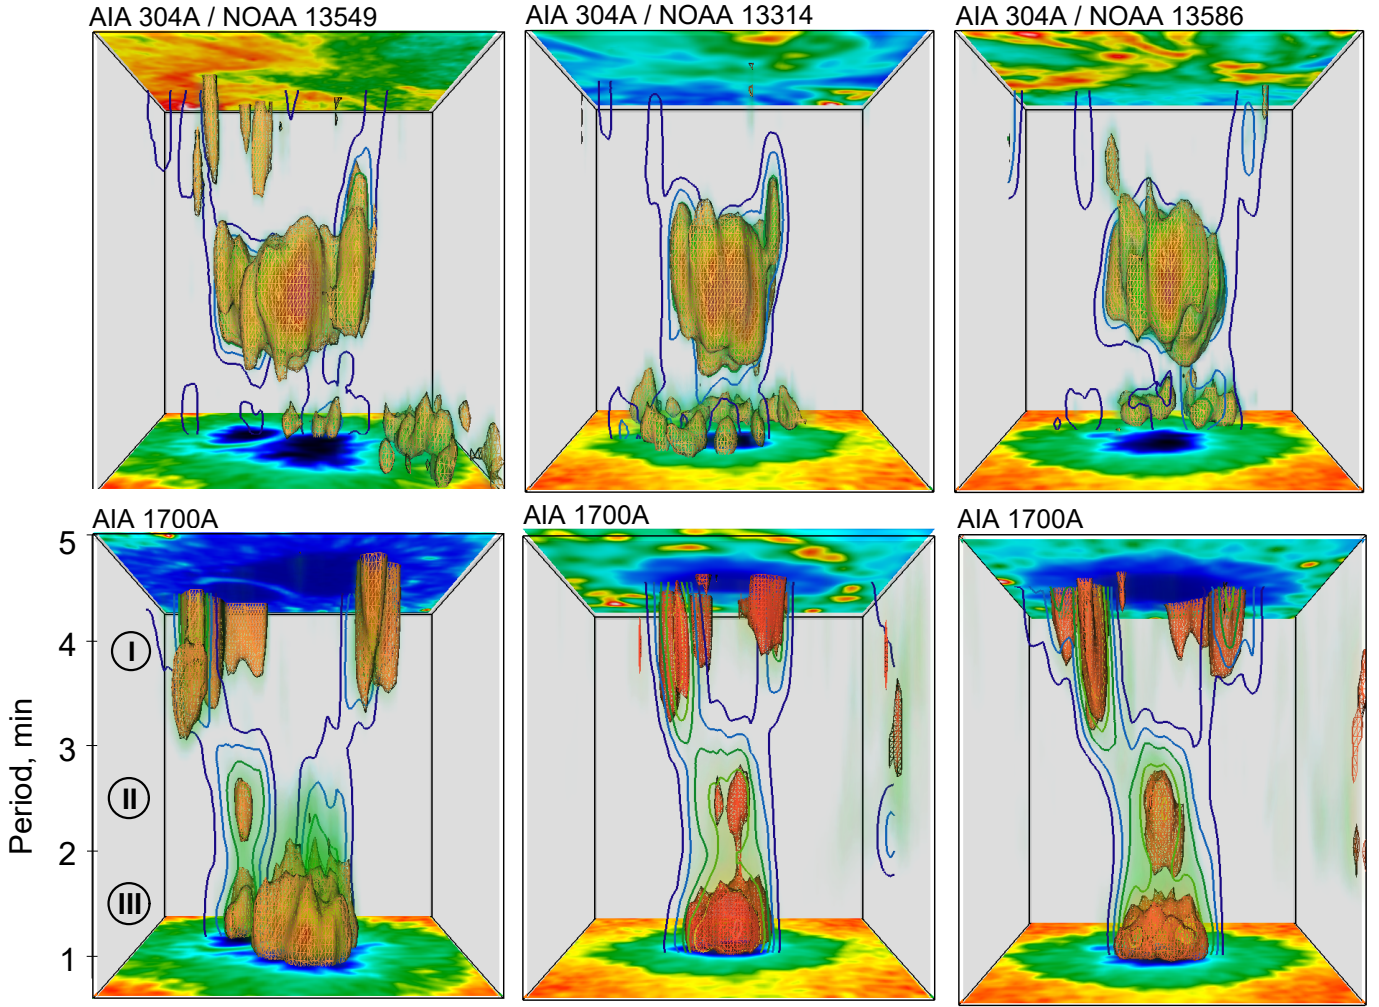 AIA 304A / NOAA 13549
AIA 304A / NOAA 13314
AIA 304A / NOAA 13586
AIA 1700A
AIA 1700A
AIA 1700A
Period, min
5
4
3
2
1
I
II
III